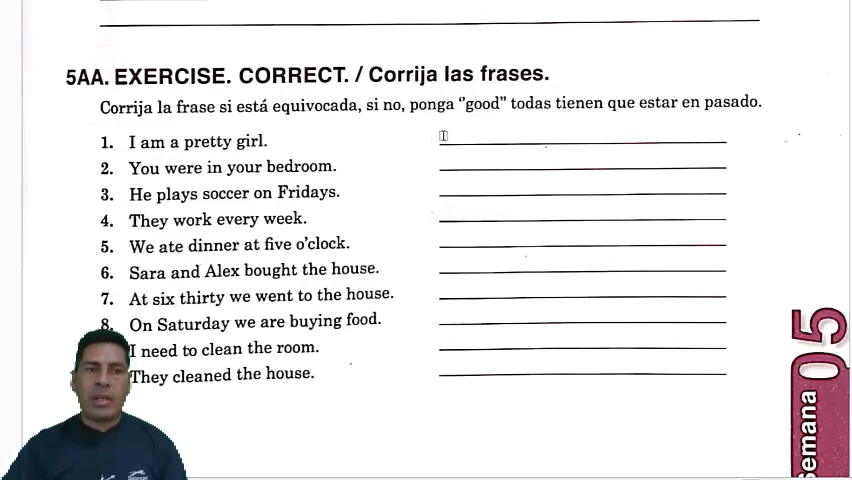 5AA. EXERCISE. CORRECT. / Corrija las frases.
Corrija la frase si está equivocada, si no, ponga "good" todas tienen que estar en pasado.
1. I am a pretty girl.
2. You were in your bedroom.
3. He plays soccer on Fridays.
4. They work every week.
5. We ate dinner at five o'clock.
6. Sara and Alex bought the house.
7. At six thirty we went to the house.
8. On Saturday we are buying food.
I need to clean the room.
They cleaned the house.
semana 05